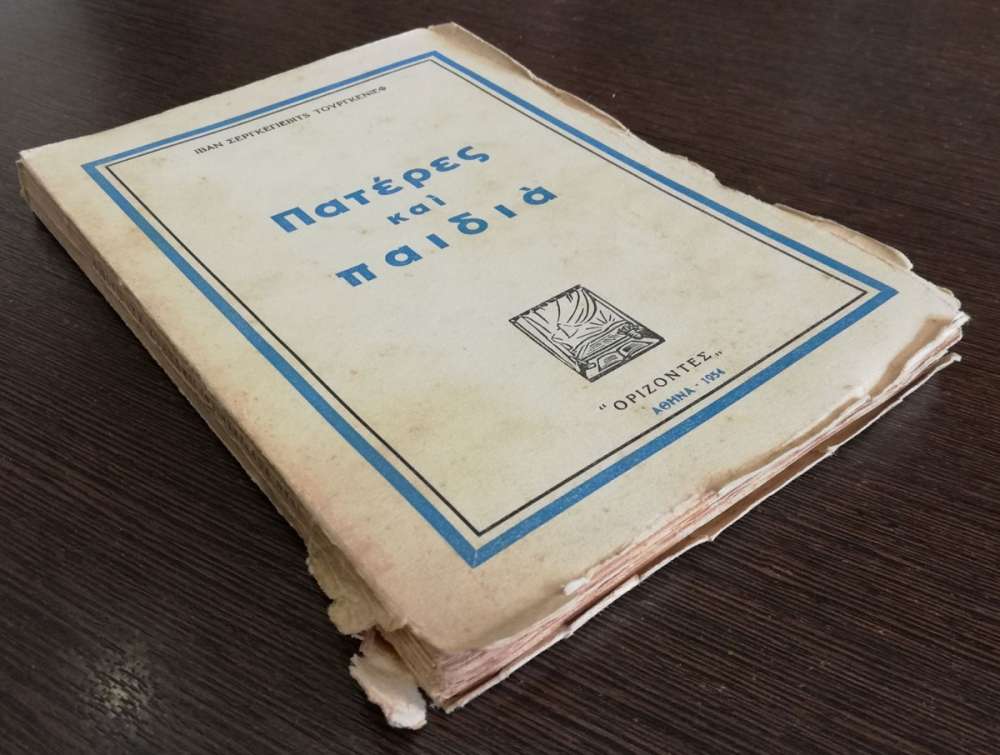 ΙΒΑΝ ΣΕΡΓΚΕΓΙΕΒΙΤΣ ΤΟΥΡΓΚΕΝΙΕΦ
Πατέρες
καὶ
παιδιὰ
“ΟΡΙΖΟΝΤΕΣ„
ΑΘΗΝΑ - 1954